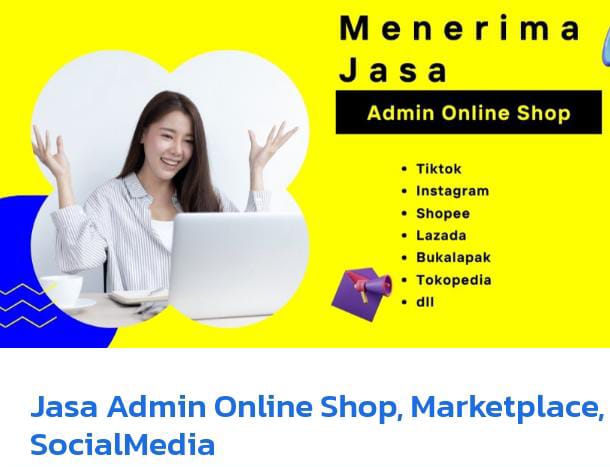 Menerima
Jasa
Admin Online Shop
• Tiktok
• Instagram
• Shopee
• Lazada
• Bukalapak
• Tokopedia
• dll
Jasa Admin Online Shop, Marketplace,
SocialMedia